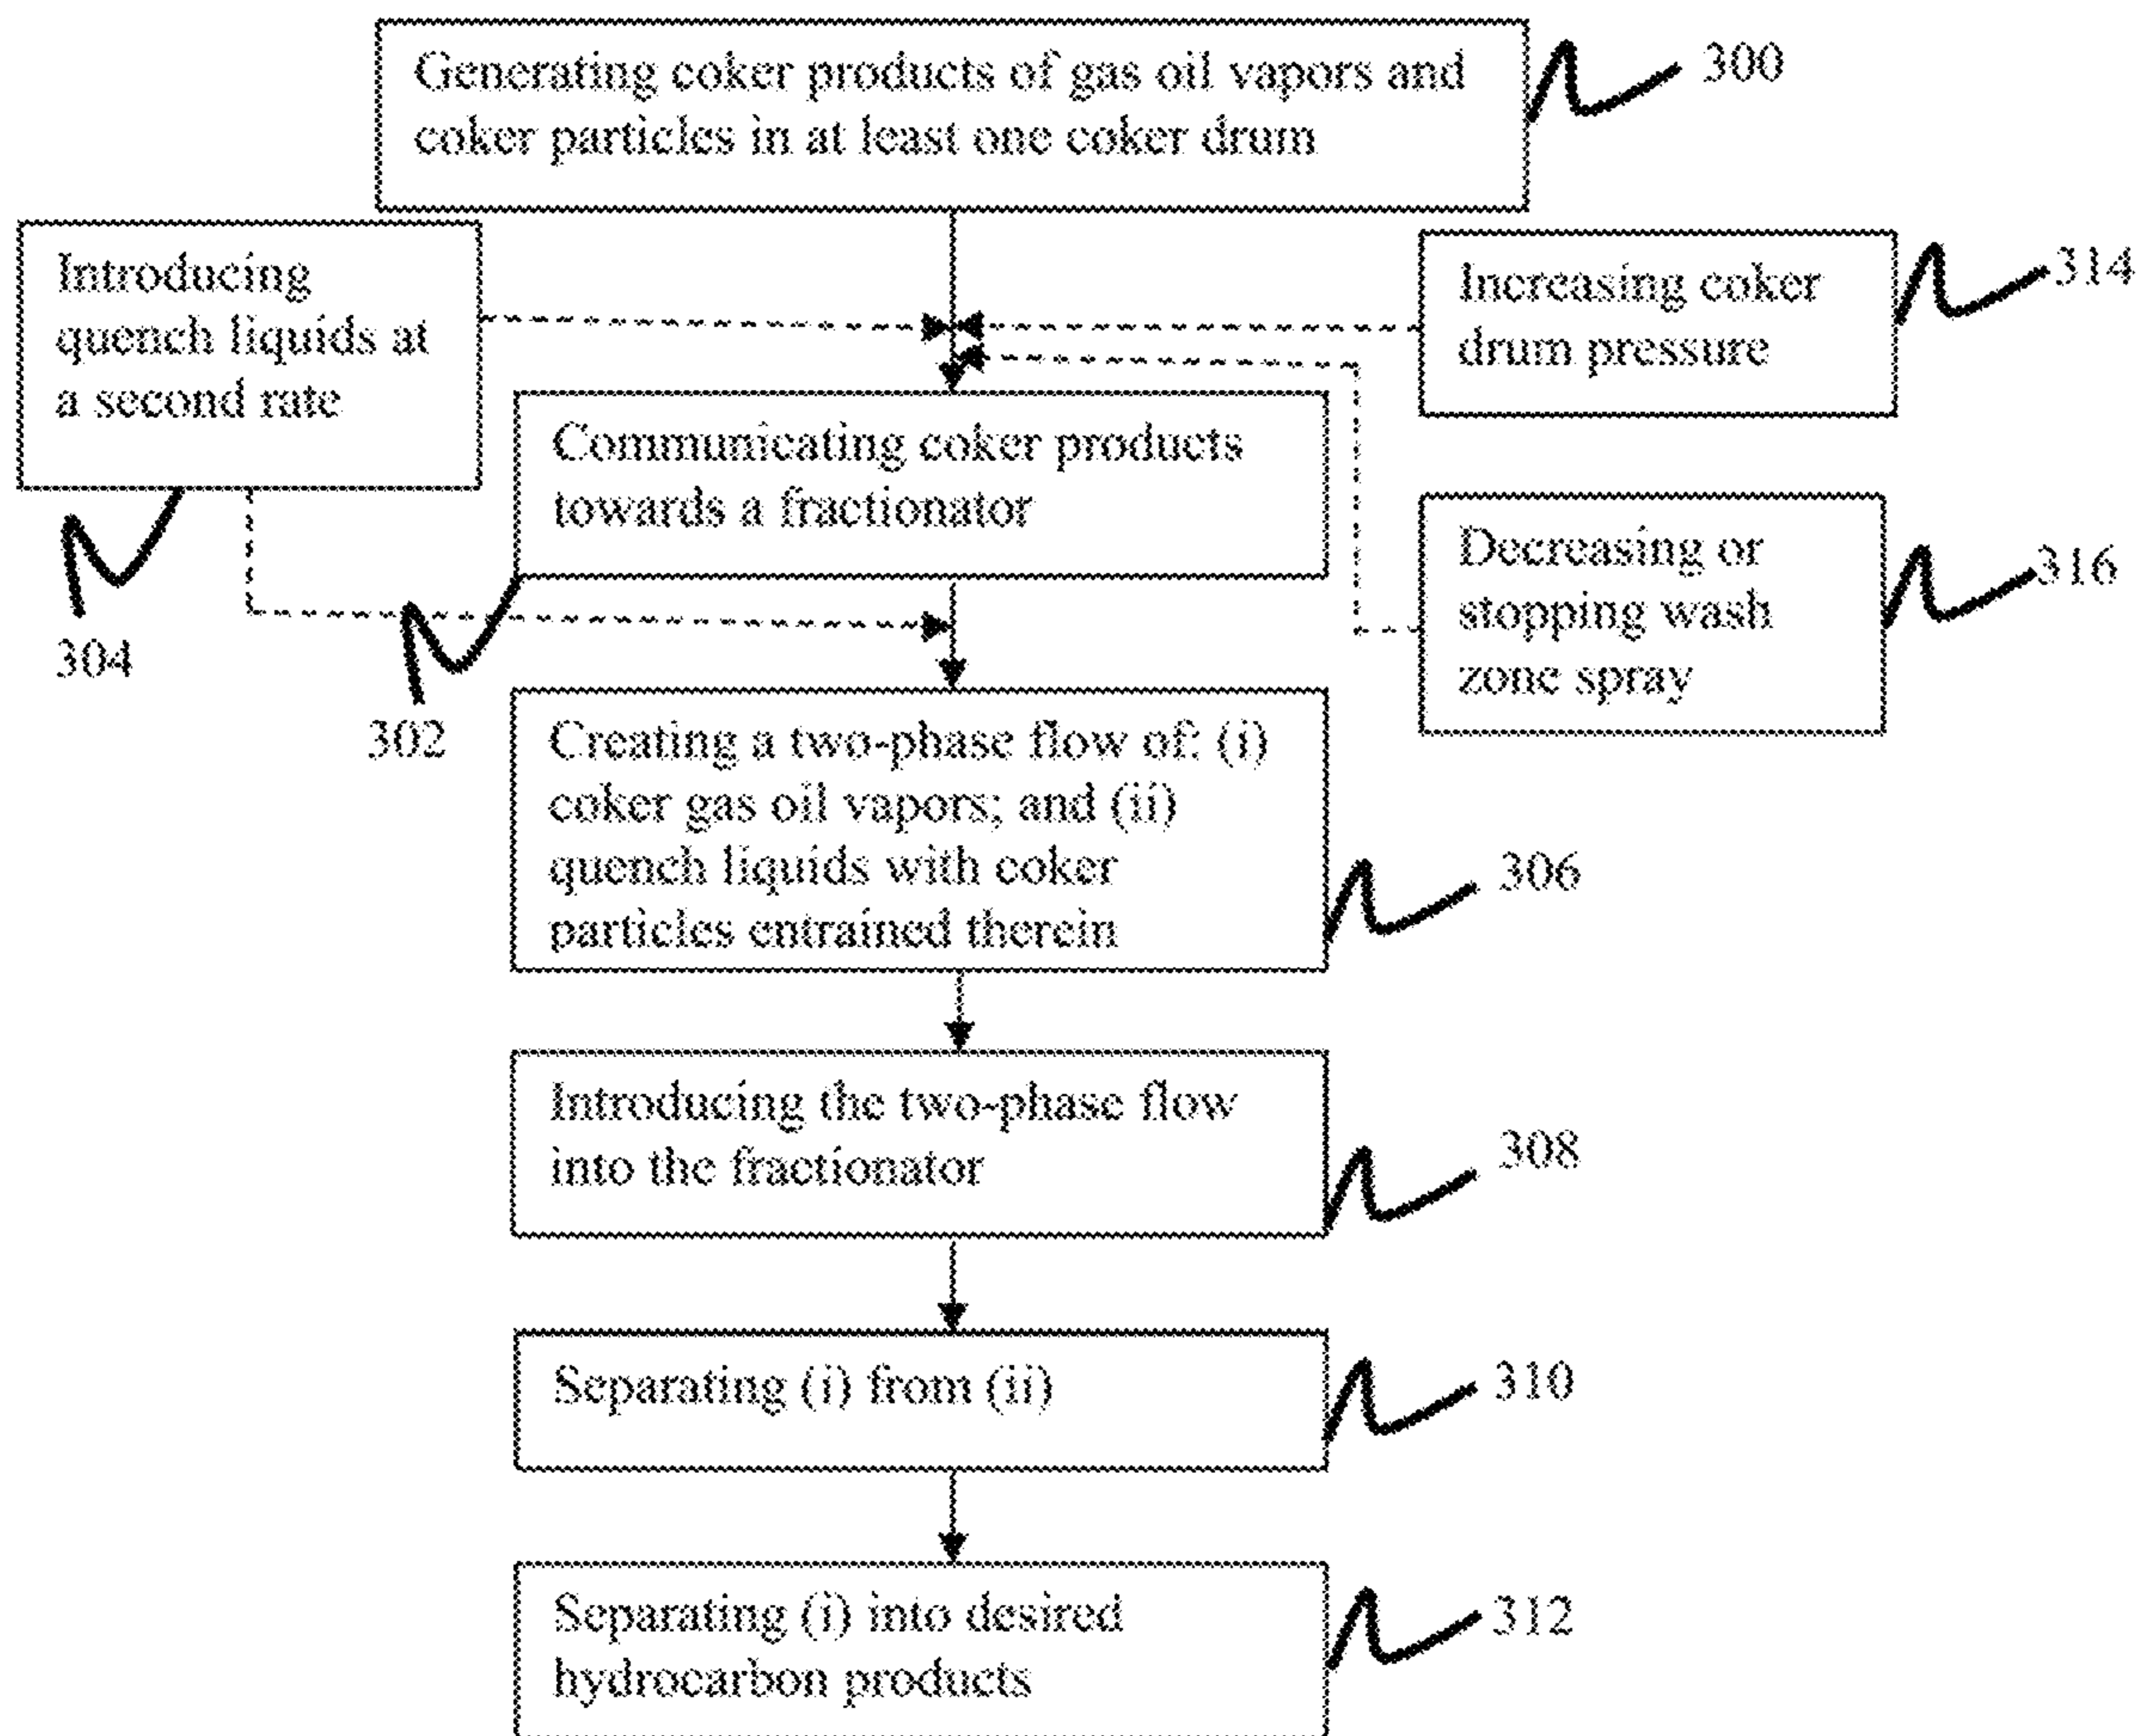 Generating coker products of gas oil vapors and
coker particles in at least one coker drum
300
Introducing
quench liquids at
a second rate
304
Increasing coker
drum pressure
314
Communicating coker products
towards a fractionator
302
Decreasing or
stopping wash
zone spray
316
Creating a two-phase flow of: (i)
coker gas oil vapors; and (ii)
quench liquids with coker
particles entrained therein
306
Introducing the two-phase flow
into the fractionator
308
Separating (i) from (ii)
310
Separating (i) into desired
hydrocarbon products
312